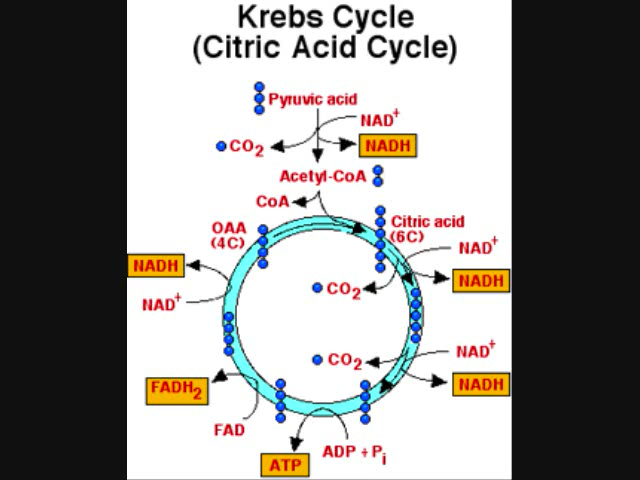 Krebs Cycle
(Citric Acid Cycle)
Pyruvic acid
NAD+
CO2
NADH
Acetyl-CoA
CoA
OAA
(4C)
Citric acid
(6C)
NAD+
NADH
NADH
CO2
NAD+
CO2
NAD+
NADH
FADH2
FAD
ADP + Pi
ATP